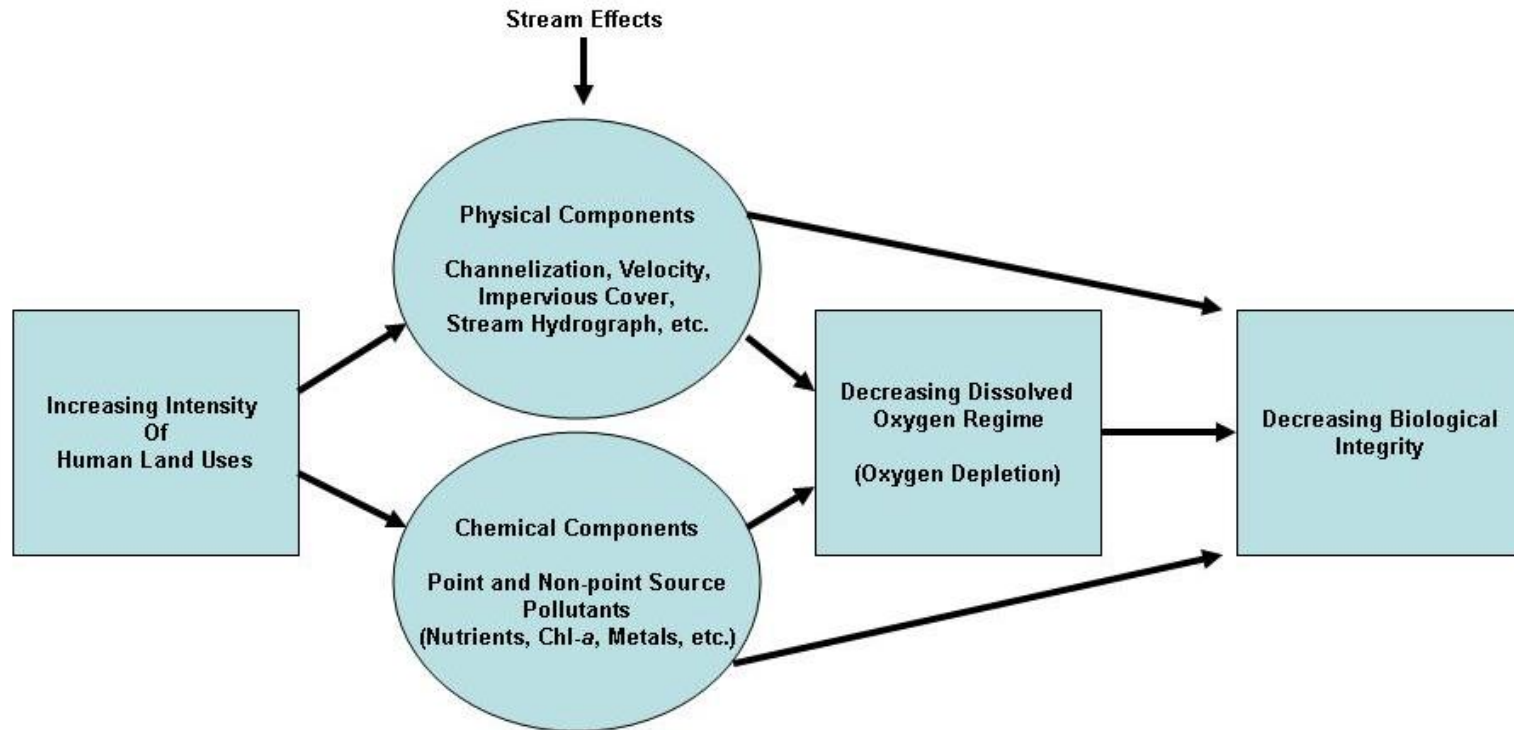 Stream Effects
Physical Components
Channelization, Velocity,
Impervious Cover,
Stream Hydrograph, etc.
Increasing Intensity
Of
Human Land Uses
Chemical Components
Point and Non-point Source
Pollutants
(Nutrients, Chl-a, Metals, etc.)
Decreasing Dissolved
Oxygen Regime
(Oxygen Depletion)
Decreasing Biological
Integrity